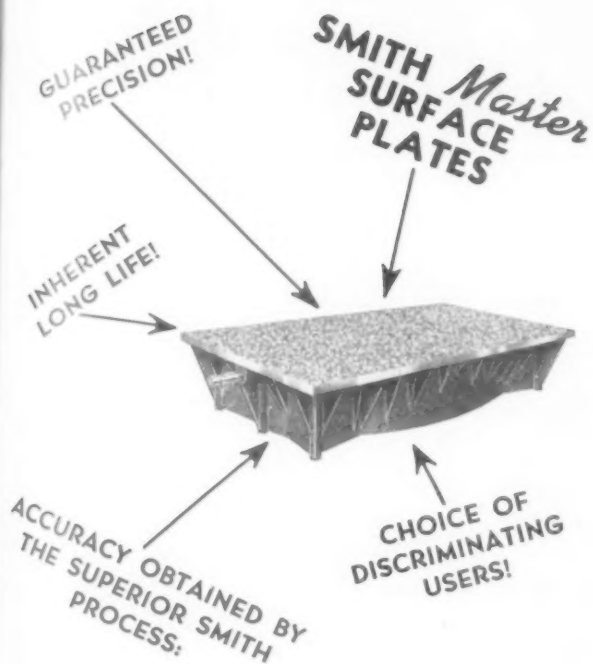 GUARANTEED
PRECISION!
SMITH Master
SURFACE
PLATES
INHERENT
LONG LIFE!
ACCURACY OBTAINED BY
THE SUPERIOR SMITH
PROCESS:
CHOICE OF
DISCRIMINATING
USERS!